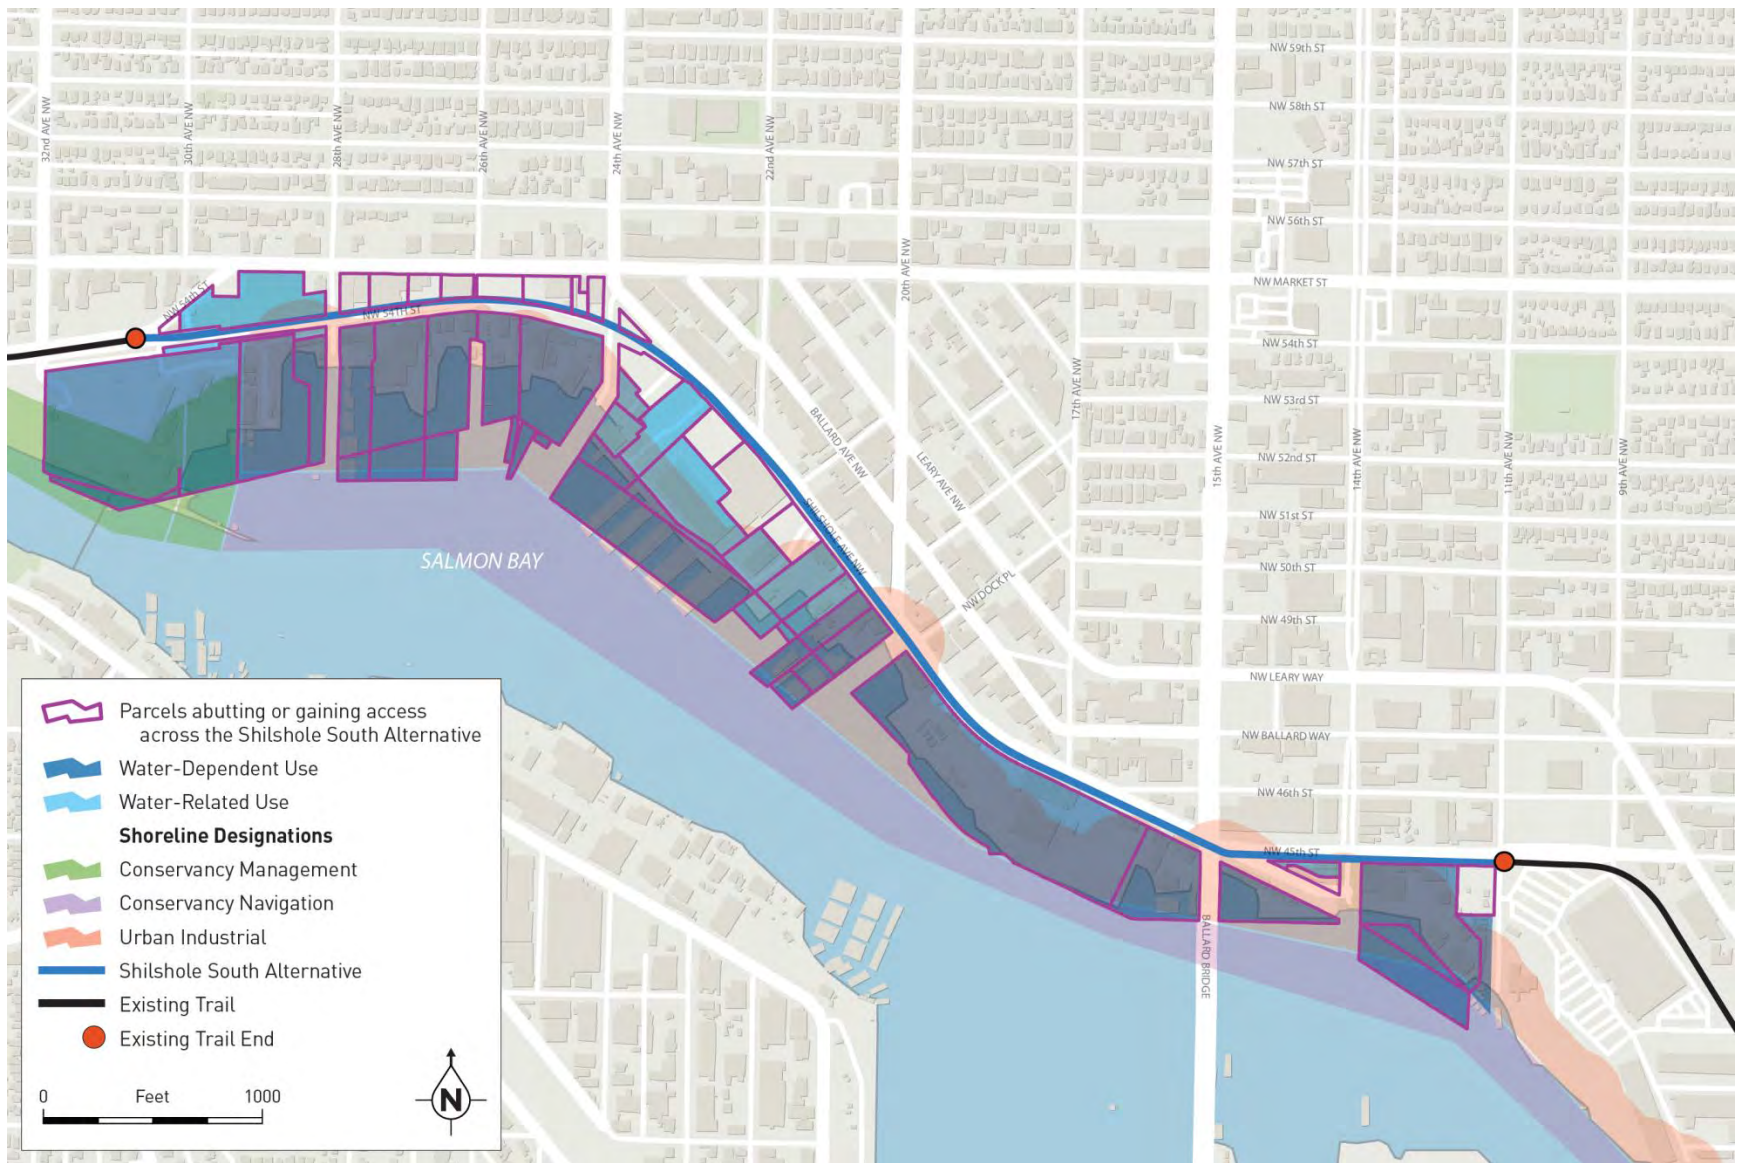 NW 59th ST
NW 58th ST
32nd AVE NW
30th AVE NW
28th AVE NW
26th AVE NW
24th AVE NW
22nd AVE NW
NW 57th ST
NW 56th ST
20th AVE NW
NW MARKET ST
NW 54th ST
NW 54TH ST
NW 54th ST
17th AVE NW
NW 53rd ST
BALLARD AVE NW
LEARY AVE NW
15th AVE NW
14th AVE NW
11th AVE NW
9th AVE NW
NW 52nd ST
NW 51st ST
SHILSHOLE AVE NW
SALMON BAY
NW 50th ST
NW DOCK PL
NW 49th ST
NW LEARY WAY
NW BALLARD WAY
NW 46th ST
NW 45th ST
BALLARD BRIDGE
Parcels abutting or gaining access
across the Shilshole South Alternative
Water-Dependent Use
Water-Related Use
Shoreline Designations
Conservancy Management
Conservancy Navigation
Urban Industrial
Shilshole South Alternative
Existing Trail
Existing Trail End
0 Feet 1000
N